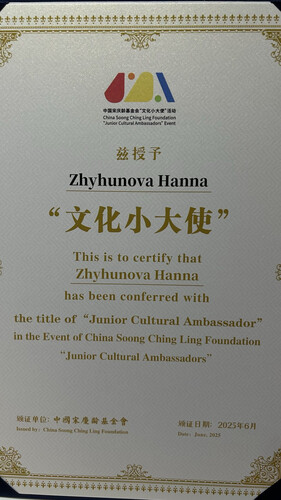 中国宋庆龄基金会“文化小大使”活动
China Soong Ching Ling Foundation
"Junior Cultural Ambassadors" Event
兹授予
Zhyhunova Hanna
“文化小大使”
This is to certify that
Zhyhunova Hanna
has been conferred with
the title of “Junior Cultural Ambassador”
in the Event of China Soong Ching Ling Foundation
"Junior Cultural Ambassadors"
颁证单位：中國宋慶齡基金會
颁证日期：2025年6月
Issued by: China Soong Ching Ling Foundation
Date: June, 2025